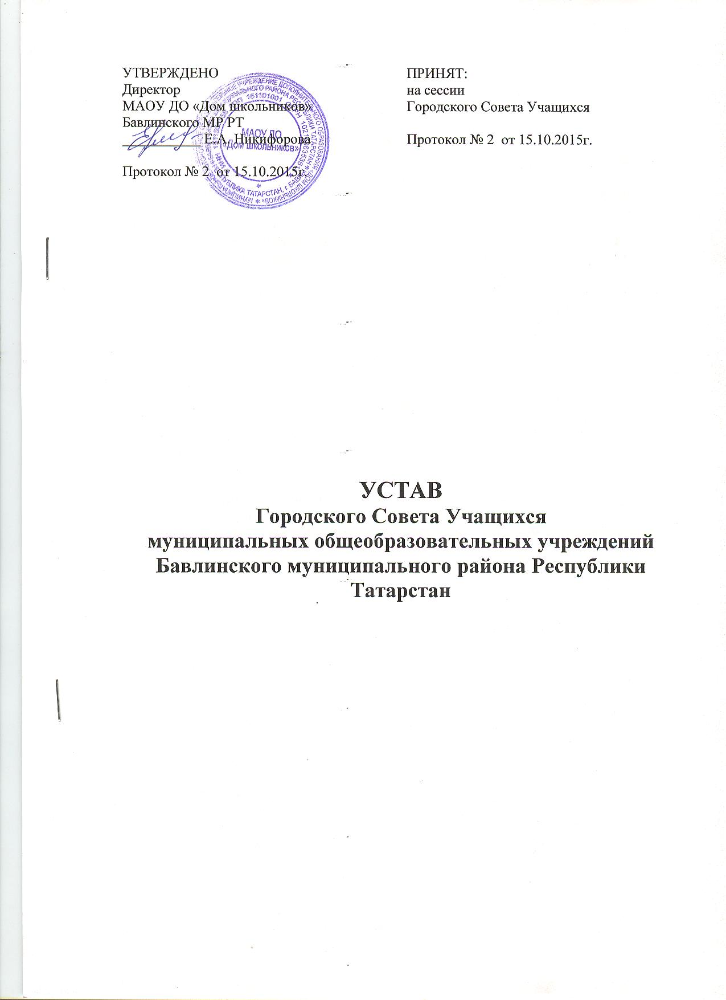 УТВЕРЖДЕНО
Директор
МАОУ ДО «Дом школьников»
Бавлинского МР РТ
___________ Е.А. Никифорова
Протокол № 2  от 15.10.2015г.
ПРИНЯТ:
на сессии
Городского Совета Учащихся
Протокол № 2  от 15.10.2015г.
МАОУ ДО
«ДОМ ШКОЛЬНИКОВ»
УСТАВ
Городского Совета Учащихся
муниципальных общеобразовательных учреждений
Бавлинского муниципального района Республики
Татарстан